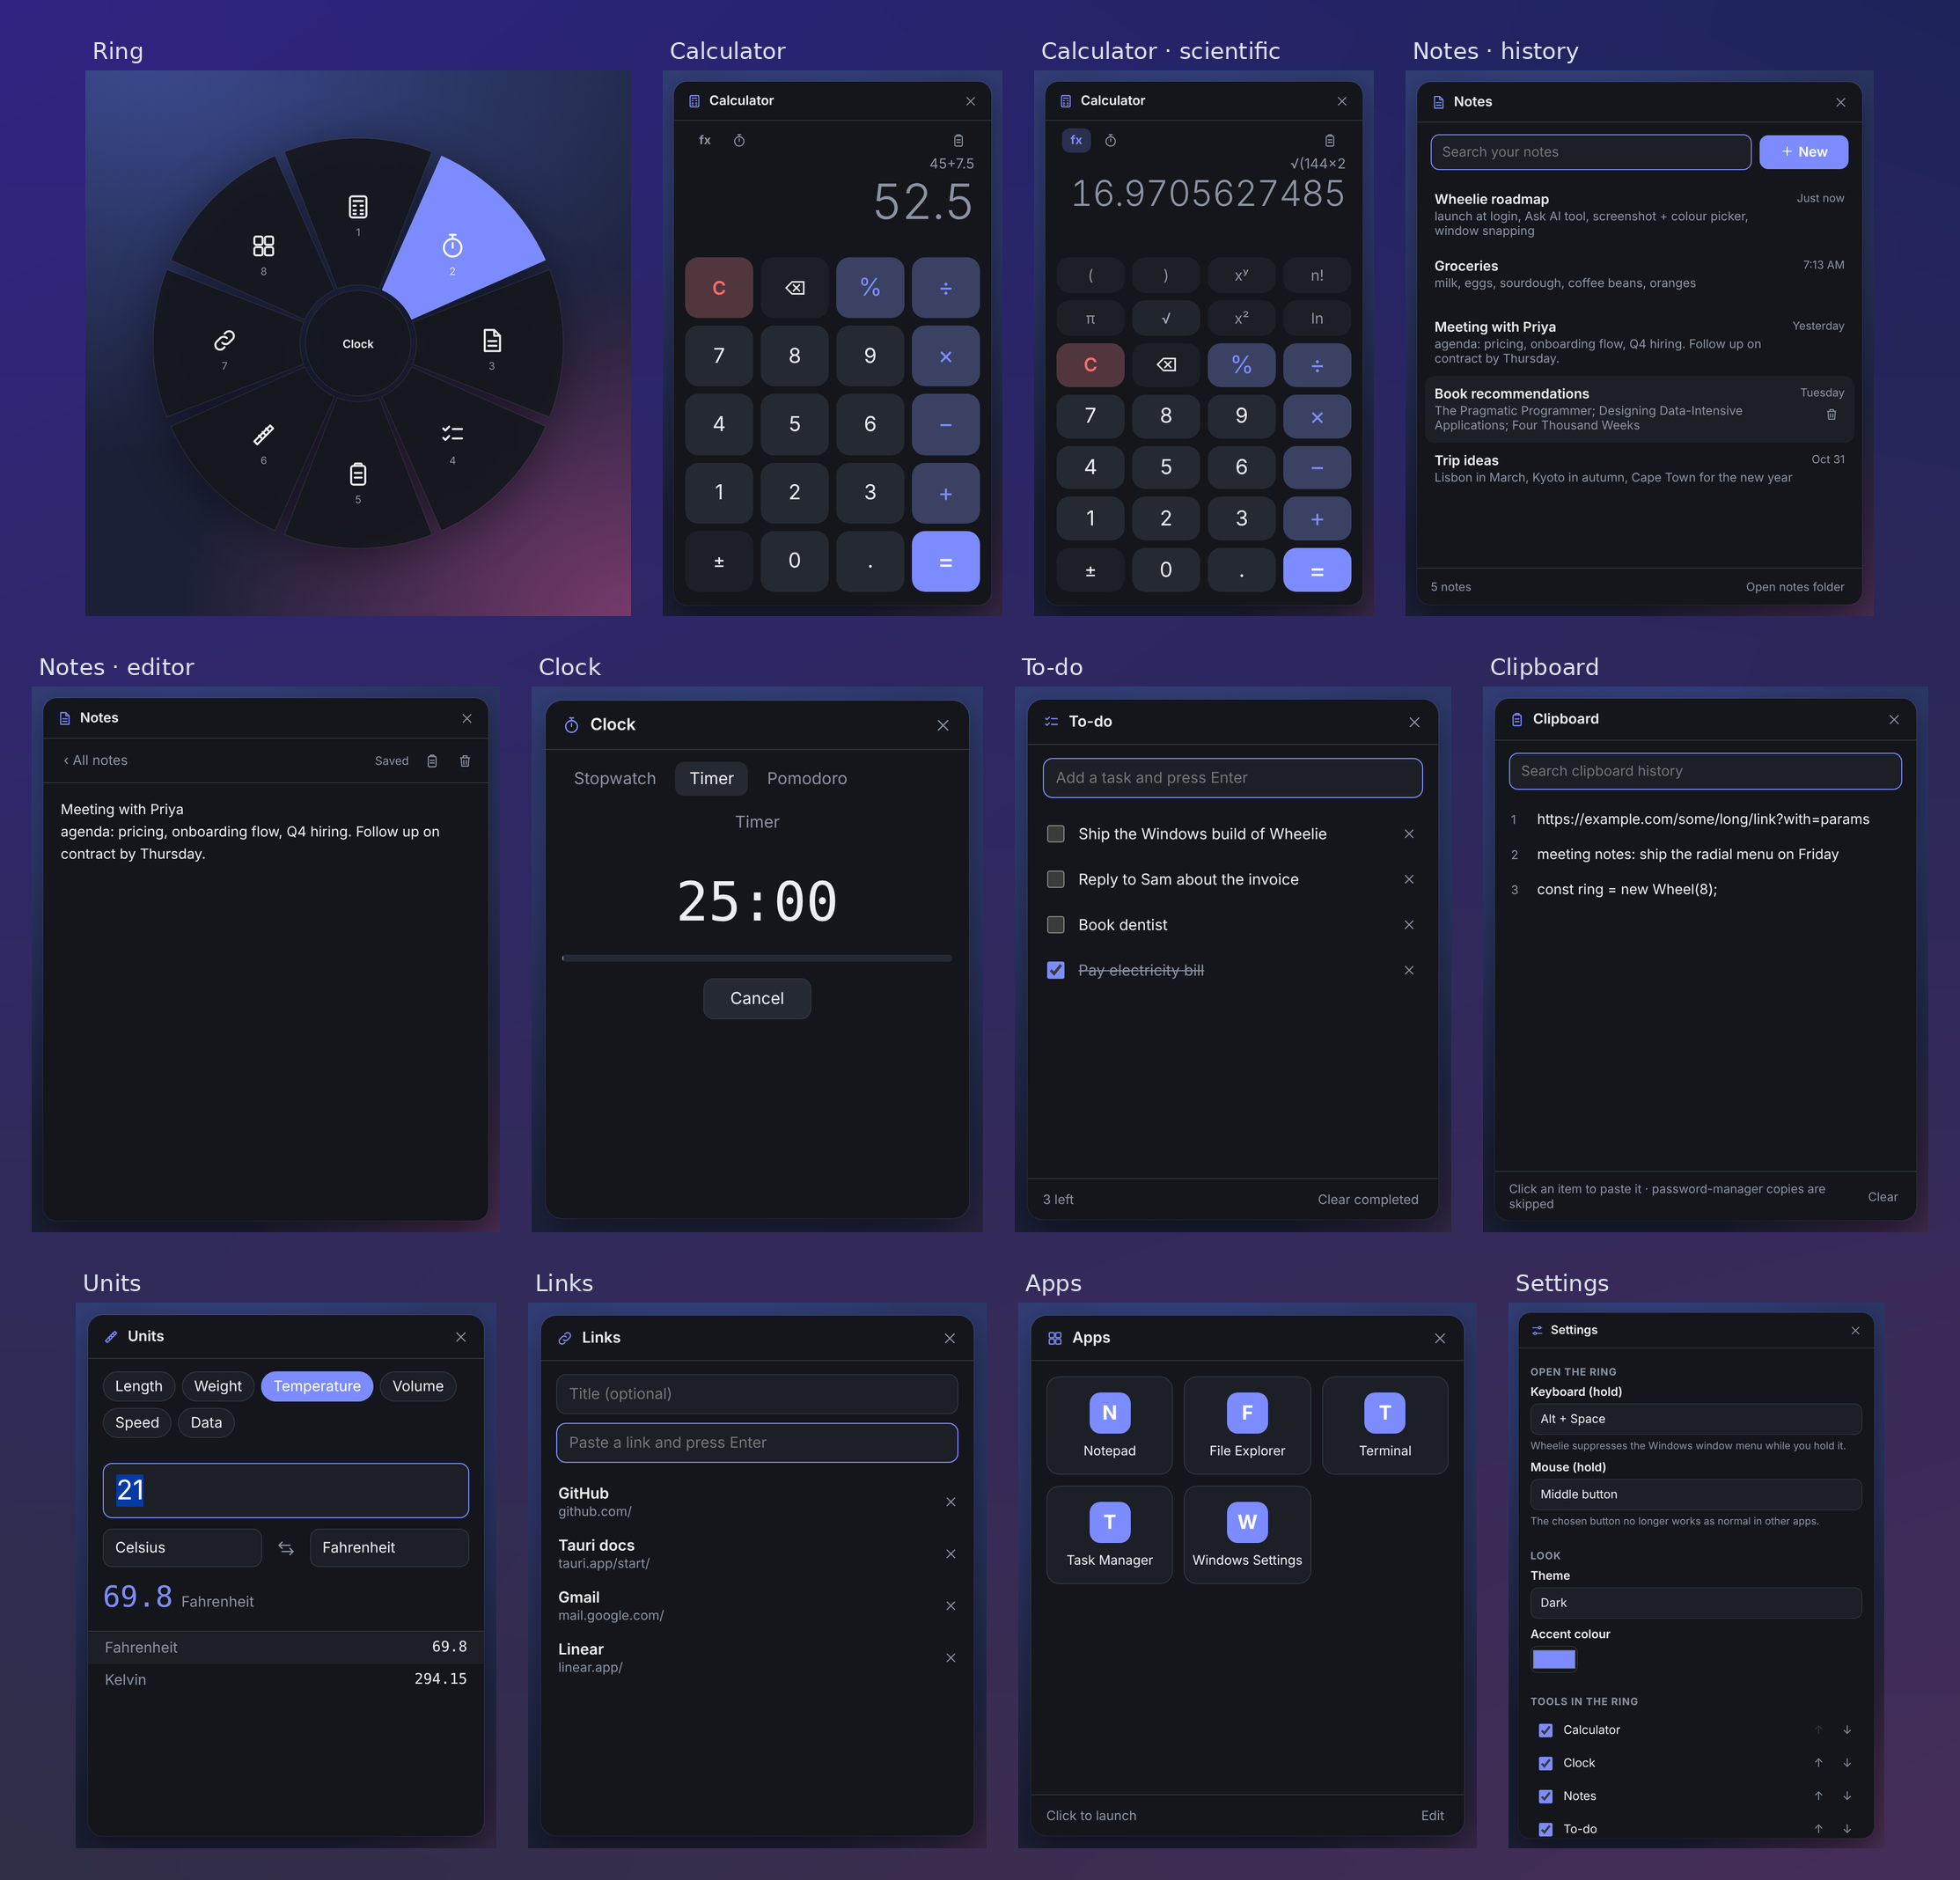 Ring
1
2
3
4
5
6
7
8
Clock
Calculator
Calculator
fx
45+7.5
52.5
C % ÷
7 8 9 ×
4 5 6 −
1 2 3 +
± 0 . =
Calculator · scientific
Calculator
fx
√(144×2
16.9705627485
( ) xʸ n!
π √ x² ln
C % ÷
7 8 9 ×
4 5 6 −
1 2 3 +
± 0 . =
Notes · history
Notes
Search your notes
+ New
Wheelie roadmap Just now
launch at login, Ask AI tool, screenshot + colour picker,
window snapping
Groceries 7:13 AM
milk, eggs, sourdough, coffee beans, oranges
Meeting with Priya Yesterday
agenda: pricing, onboarding flow, Q4 hiring. Follow up on
contract by Thursday.
Book recommendations Tuesday
The Pragmatic Programmer; Designing Data-Intensive
Applications; Four Thousand Weeks
Trip ideas Oct 31
Lisbon in March, Kyoto in autumn, Cape Town for the new year
5 notes Open notes folder
Notes · editor
Notes
‹ All notes Saved
Meeting with Priya
agenda: pricing, onboarding flow, Q4 hiring. Follow up on
contract by Thursday.
Clock
Clock
Stopwatch Timer Pomodoro
Timer
25:00
Cancel
To-do
To-do
Add a task and press Enter
Ship the Windows build of Wheelie
Reply to Sam about the invoice
Book dentist
Pay electricity bill
3 left Clear completed
Clipboard
Clipboard
Search clipboard history
1 https://example.com/some/long/link?with=params
2 meeting notes: ship the radial menu on Friday
3 const ring = new Wheel(8);
Click an item to paste it · password-manager copies are
skipped
Clear
Units
Units
Length Weight Temperature Volume
Speed Data
21
Celsius Fahrenheit
69.8 Fahrenheit
Fahrenheit 69.8
Kelvin 294.15
Links
Links
Title (optional)
Paste a link and press Enter
GitHub
github.com/
Tauri docs
tauri.app/start/
Gmail
mail.google.com/
Linear
linear.app/
Apps
Apps
N F T
Notepad File Explorer Terminal
T W
Task Manager Windows Settings
Click to launch Edit
Settings
Settings
OPEN THE RING
Keyboard (hold)
Alt + Space
Wheelie suppresses the Windows window menu while you hold it.
Mouse (hold)
Middle button
The chosen button no longer works as normal in other apps.
LOOK
Theme
Dark
Accent colour
TOOLS IN THE RING
Calculator
Clock
Notes
To-do